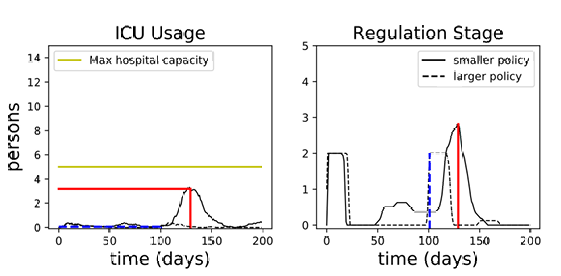 ICU Usage
Max hospital capacity
persons
14
12
10
8
6
4
2
0
0 50 100 150 200
time (days)
Regulation Stage
smaller policy
larger policy
5
4
3
2
1
0
0 50 100 150 200
time (days)